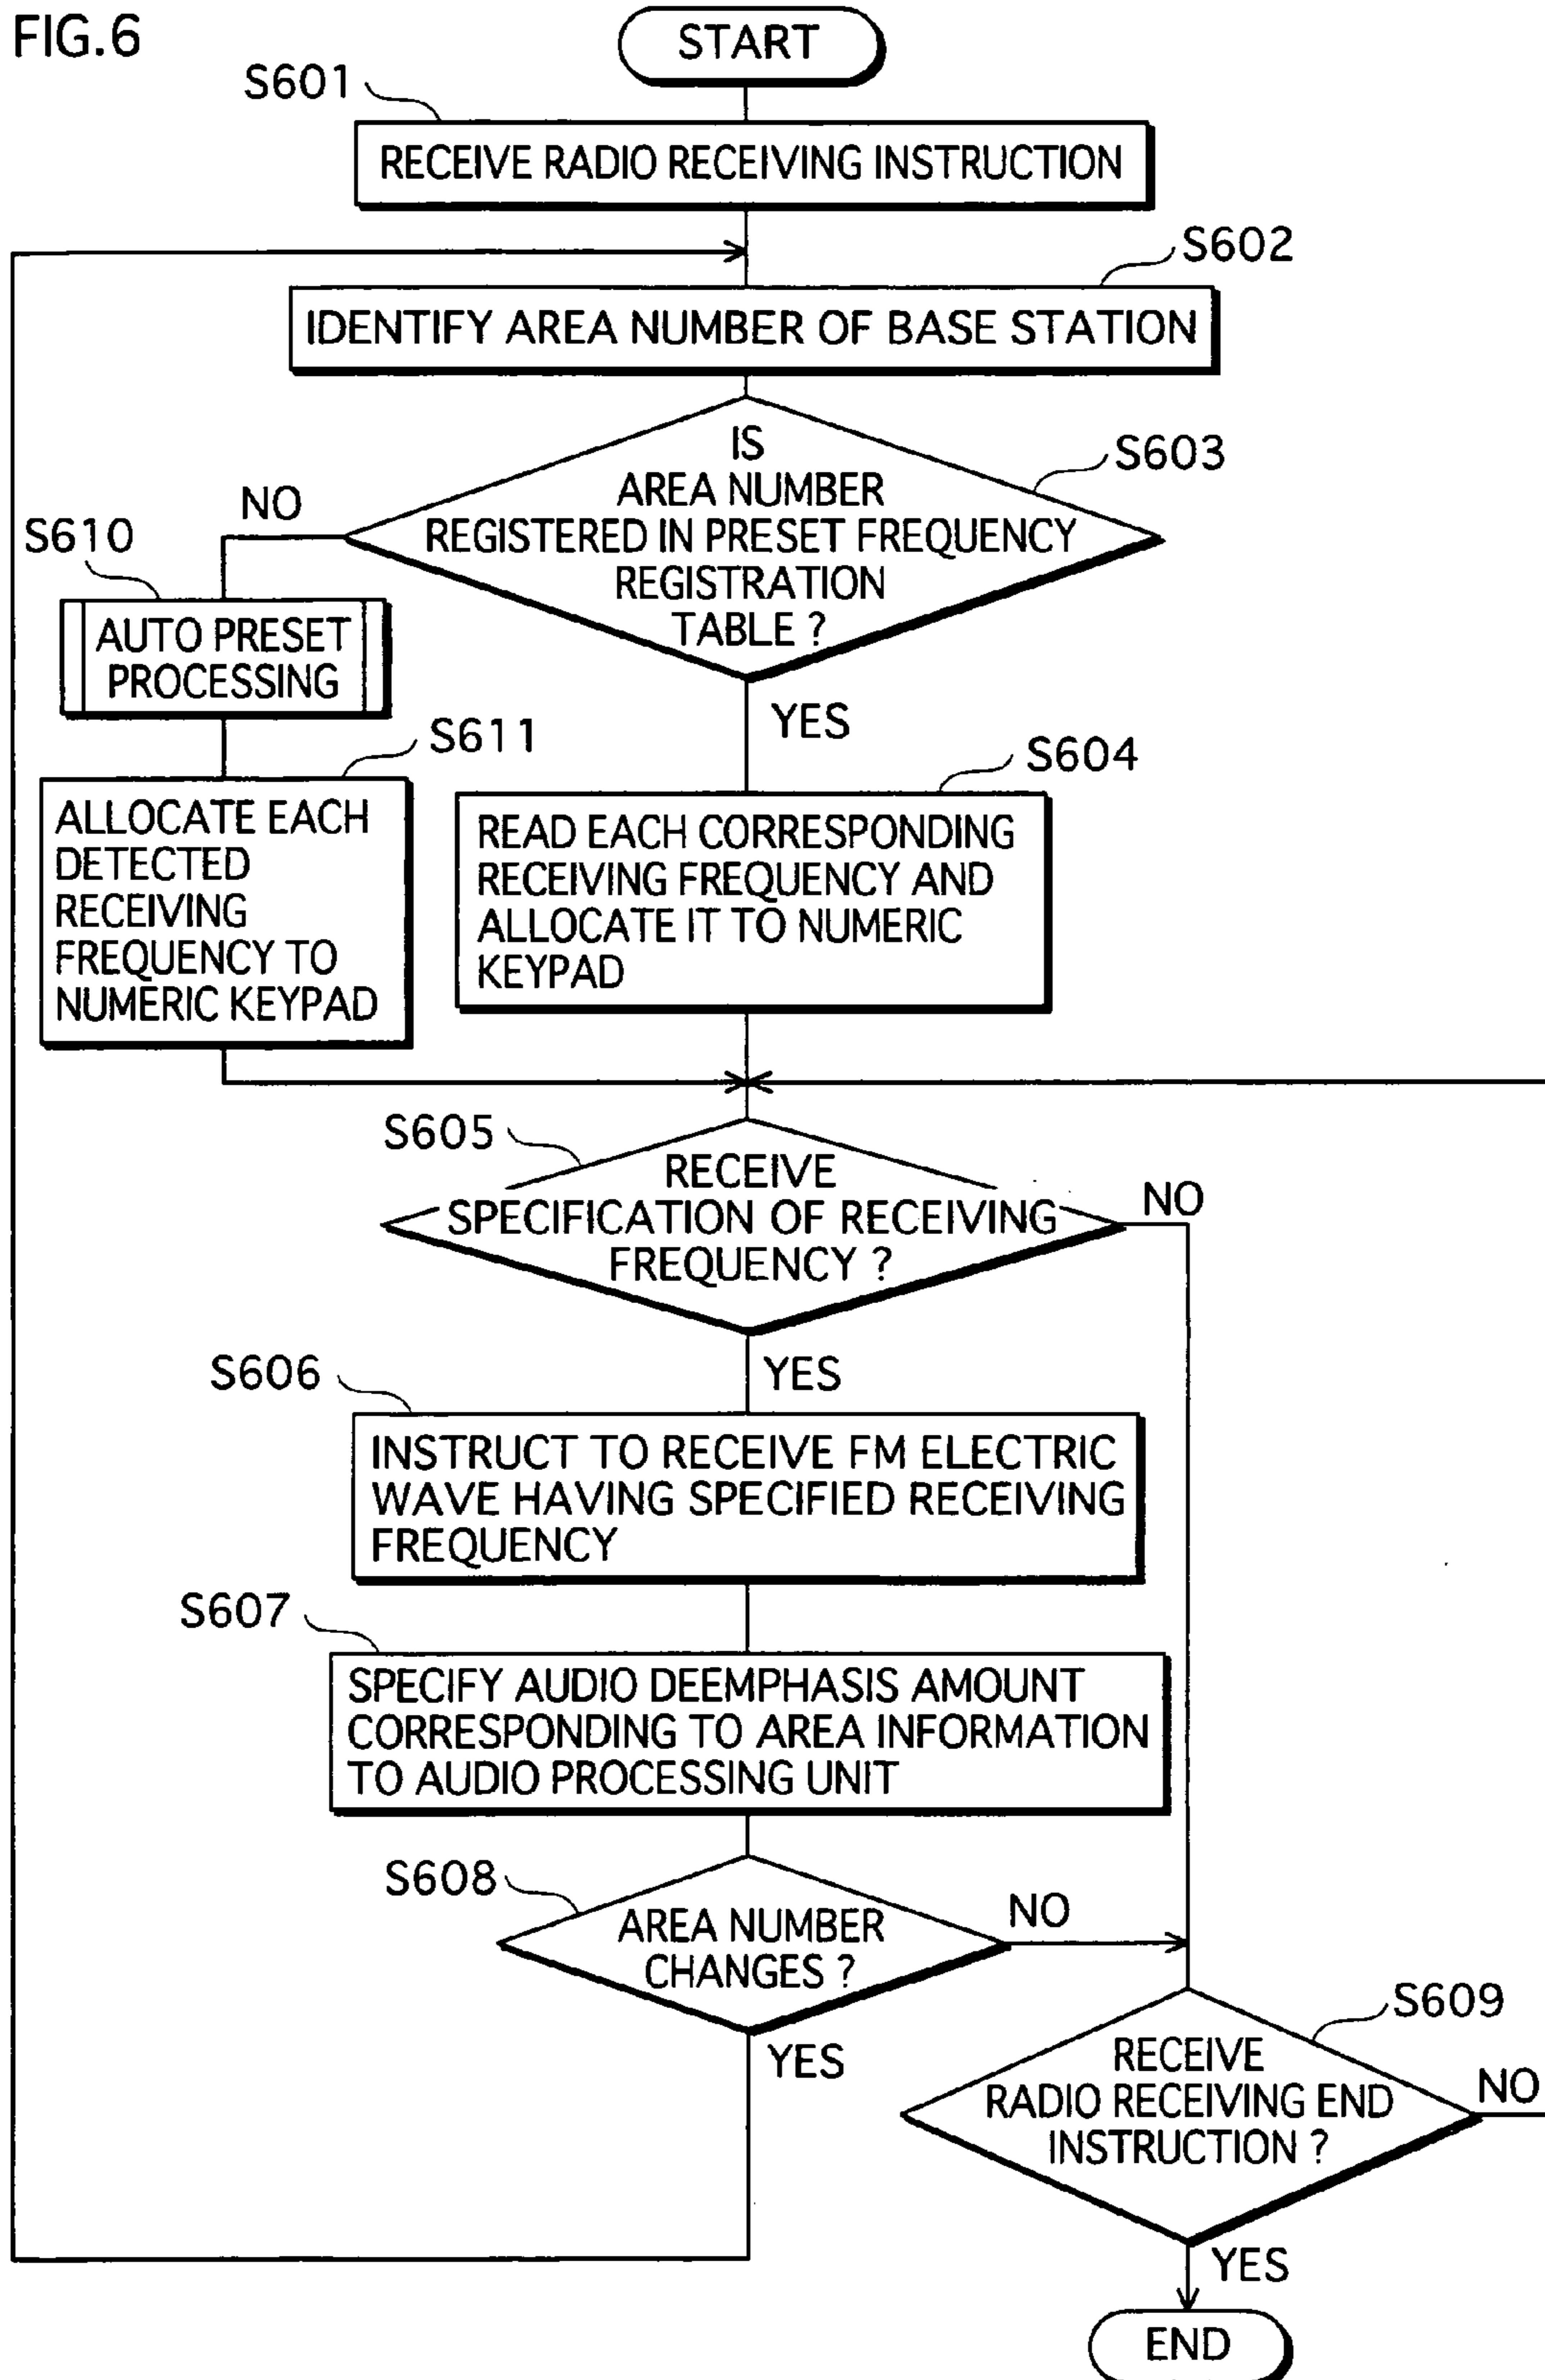 FIG.6
START
S601
RECEIVE RADIO RECEIVING INSTRUCTION
S602
IDENTIFY AREA NUMBER OF BASE STATION
S603
IS
AREA NUMBER
REGISTERED IN PRESET FREQUENCY
REGISTRATION
TABLE ?
NO
S610
AUTO PRESET
PROCESSING
YES
S611
ALLOCATE EACH
DETECTED
RECEIVING
FREQUENCY TO
NUMERIC KEYPAD
S604
READ EACH CORRESPONDING
RECEIVING FREQUENCY AND
ALLOCATE IT TO NUMERIC
KEYPAD
S605
RECEIVE
SPECIFICATION OF RECEIVING
FREQUENCY ?
NO
YES
S606
INSTRUCT TO RECEIVE FM ELECTRIC
WAVE HAVING SPECIFIED RECEIVING
FREQUENCY
S607
SPECIFY AUDIO DEEMPHASIS AMOUNT
CORRESPONDING TO AREA INFORMATION
TO AUDIO PROCESSING UNIT
S608
AREA NUMBER
CHANGES ?
NO
YES
S609
RECEIVE
RADIO RECEIVING END
INSTRUCTION ?
NO
YES
END